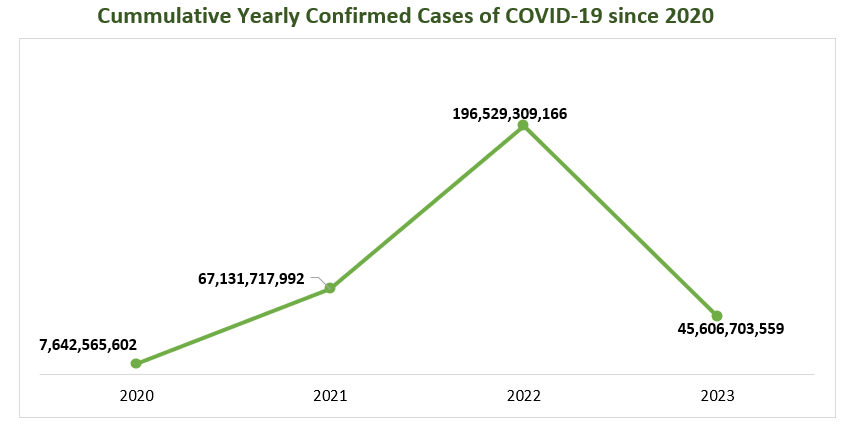 Cummulative Yearly Confirmed Cases of COVID-19 since 2020
196,529,309,166
67,131,717,992
7,642,565,602
45,606,703,559
2020 2021 2022 2023